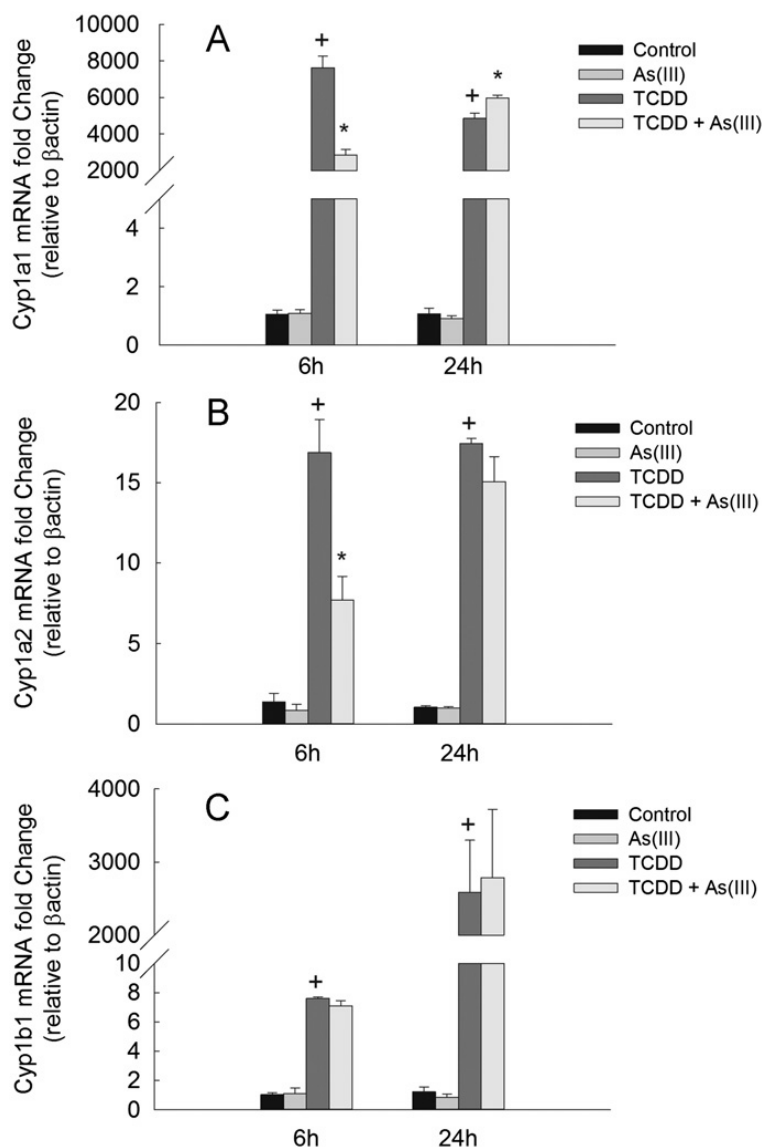 A
Cyp1a1 mRNA fold Change
(relative to βactin)
10000
8000
6000
4000
2000
4
2
0
+
*
+
*
6h
24h
Control
As(III)
TCDD
TCDD + As(III)
B
Cyp1a2 mRNA fold Change
(relative to βactin)
20
15
10
5
0
+
*
+
6h
24h
Control
As(III)
TCDD
TCDD + As(III)
C
Cyp1b1 mRNA fold Change
(relative to βactin)
4000
3000
2000
10
8
6
4
2
0
+
+
6h
24h
Control
As(III)
TCDD
TCDD + As(III)